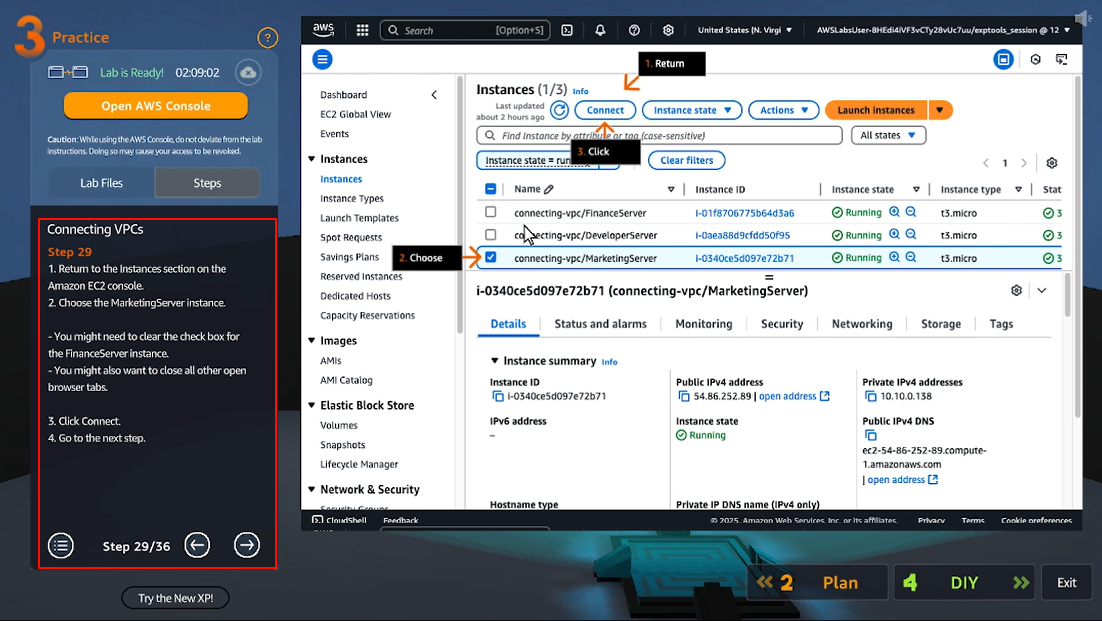 3 Practice
?
Lab is Ready! 02:09:02
Open AWS Console
Caution: While using the AWS Console, do not deviate from the lab
instructions. Doing so may cause your access to be revoked.
Lab Files
Steps
Connecting VPCs
Step 29
1. Return to the Instances section on the
Amazon EC2 console.
2. Choose the MarketingServer instance.
- You might need to clear the check box for
the FinanceServer instance.
- You might also want to close all other open
browser tabs.
3. Click Connect.
4. Go to the next step.
Step 29/36
Try the New XP!
aws
Search [Option+S]
United States (N. Virgi
AWSLabsUser-8HEdi4iVF3vCTy28vUc7uu/exptools_session @ 12
Dashboard
EC2 Global View
Events
Instances
Instances
Instance Types
Launch Templates
Spot Requests
Savings Plans
Reserved Instances
Dedicated Hosts
Capacity Reservations
Images
AMIs
AMI Catalog
Elastic Block Store
Volumes
Snapshots
Lifecycle Manager
Network & Security
1. Return
Instances (1/3) Info
Last updated
about 2 hours ago
Connect
Instance state
Actions
Launch instances
Find Instance by attribute or tag (case-sensitive)
All states
3. Click
Instance state = run
Clear filters
1
Name Instance ID Instance state Instance type Stat
connecting-vpc/FinanceServer i-01f8706775b64d3a6 Running t3.micro 3
connecting-vpc/DeveloperServer i-0aea88d9cfdd50f95 Running t3.micro 3
2. Choose
connecting-vpc/MarketingServer i-0340ce5d097e72b71 Running t3.micro 3
i-0340ce5d097e72b71 (connecting-vpc/MarketingServer)
Details Status and alarms Monitoring Security Networking Storage Tags
Instance summary Info
Instance ID
i-0340ce5d097e72b71
Public IPv4 address
54.86.252.89 | open address
Private IPv4 addresses
10.10.0.138
IPv6 address
–
Instance state
Running
Public IPv4 DNS
ec2-54-86-252-89.compute-
1.amazonaws.com
| open address
Hostname type
Private IP DNS name (IPv4 only)
CloudShell Feedback
© 2025, Amazon Web Services, Inc. or its affiliates. Privacy Terms Cookie preferences
2 Plan
4 DIY
Exit